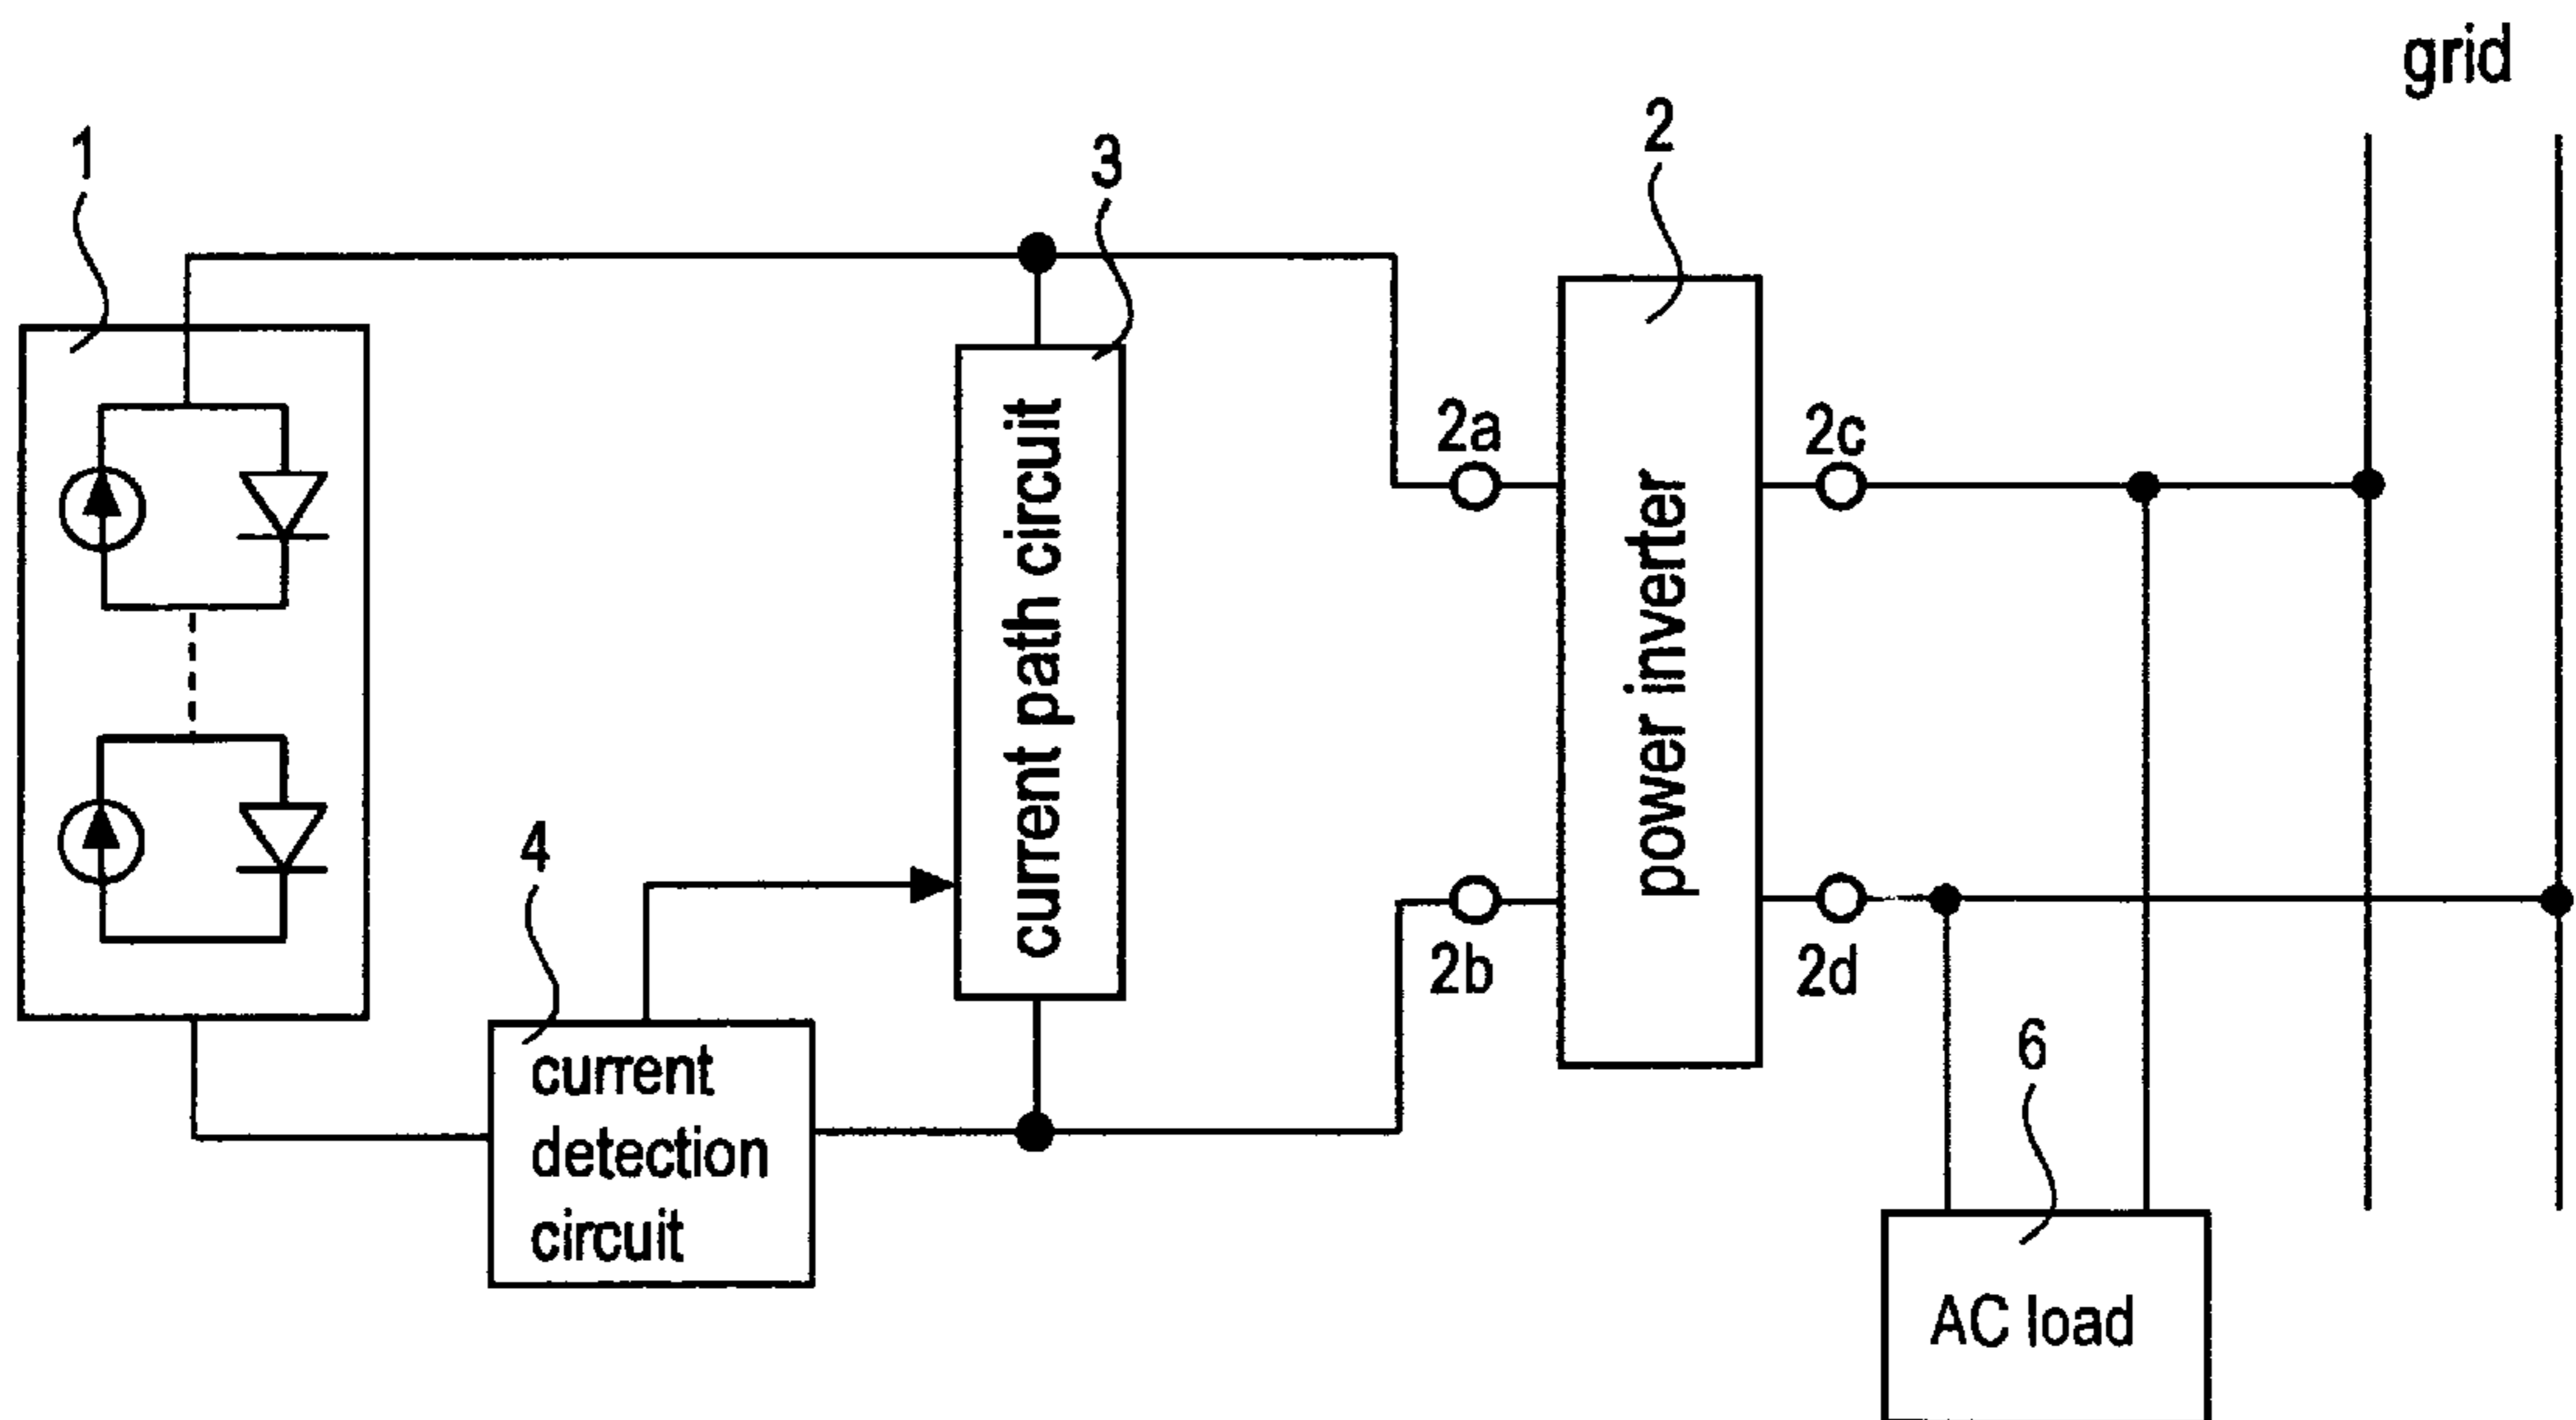 grid
1
3
2
2a
2c
current path circuit
power inverter
4
2b
2d
current
detection
circuit
6
AC load